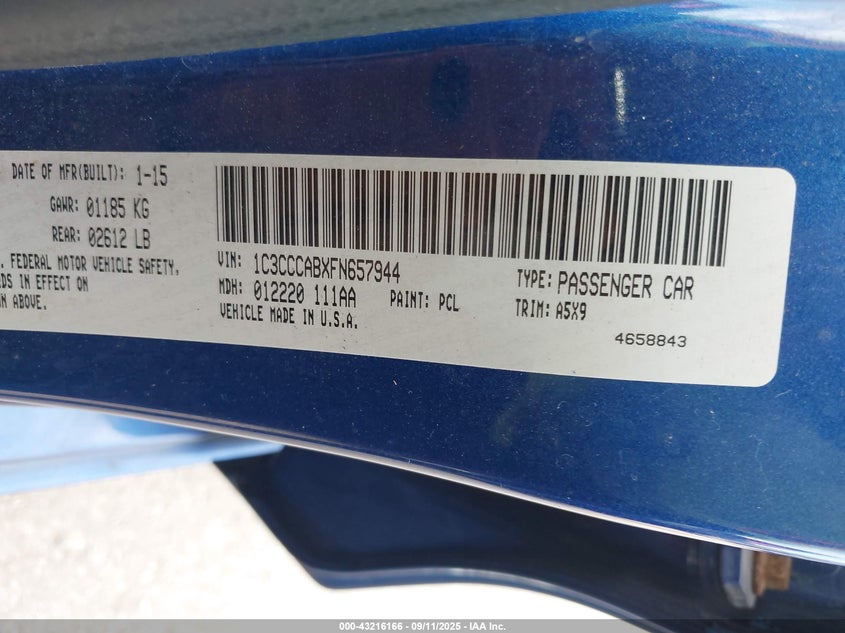 DATE OF MFR(BUILT): 1-15
GAWR: 01185 KG
REAR: 02612 LB
. FEDERAL MOTOR VEHICLE SAFETY,
DS IN EFFECT ON
N ABOVE.
VIN: 1C3CCCABXFN657944
TYPE: PASSENGER CAR
MDH: 012220 111AA
PAINT: PCL
TRIM: A5X9
VEHICLE MADE IN U.S.A.
4658843
000-43216166 - 09/11/2025 - IAA Inc.